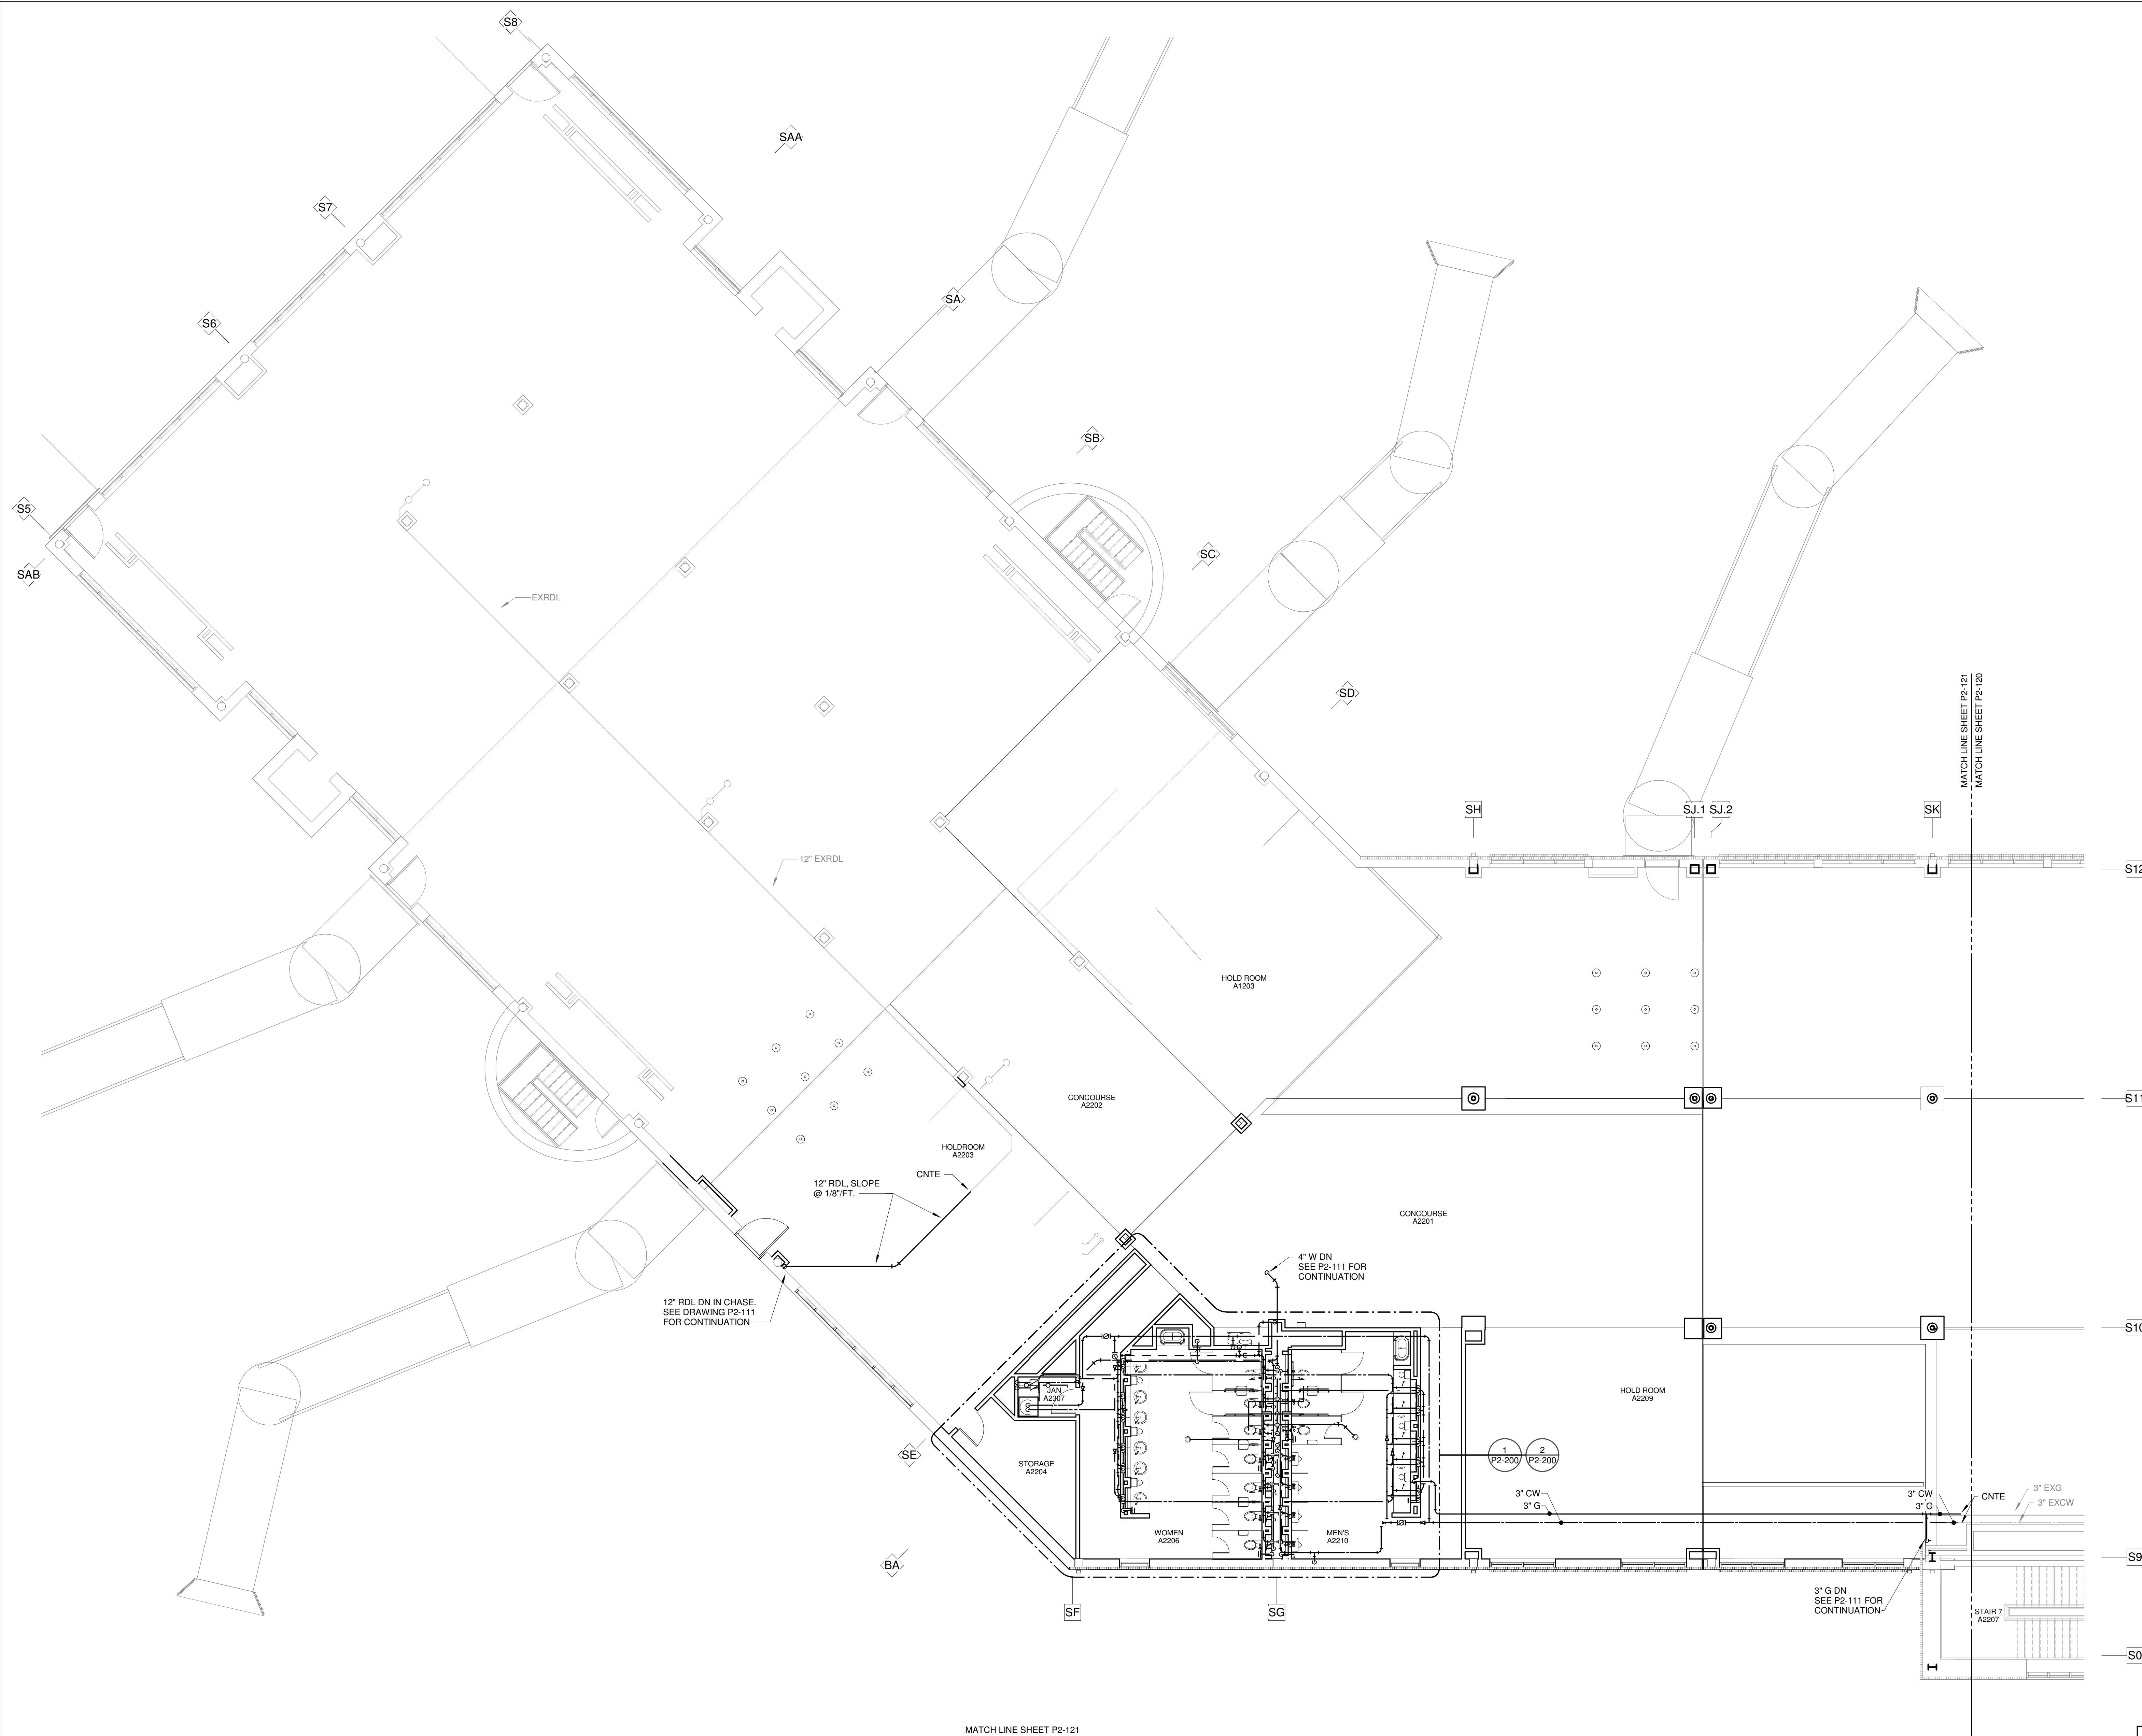 S8
SAA
S7
SA
S6
SB
S5
SC
SAB
EXRDL
SD
MATCH LINE SHEET P2-121
MATCH LINE SHEET P2-120
SH
SJ.1
SJ.2
SK
12" EXRDL
S12
HOLD ROOM
A1203
CONCOURSE
A2202
S11
HOLDROOM
A2203
CNTE
12" RDL, SLOPE
@ 1/8"/FT.
CONCOURSE
A2201
4" W DN
SEE P2-111 FOR
CONTINUATION
12" RDL DN IN CHASE.
SEE DRAWING P2-111
FOR CONTINUATION
S10
JAN.
A2307
HOLD ROOM
A2209
SE
STORAGE
A2204
1
P2-200
2
P2-200
3" CW
3" G
3" CW
3" G
CNTE
3" EXG
3" EXCW
WOMEN
A2206
MEN'S
A2210
BA
S9
3" G DN
SEE P2-111 FOR
CONTINUATION
SF
SG
STAIR 7
A2207
S0
MATCH LINE SHEET P2-121